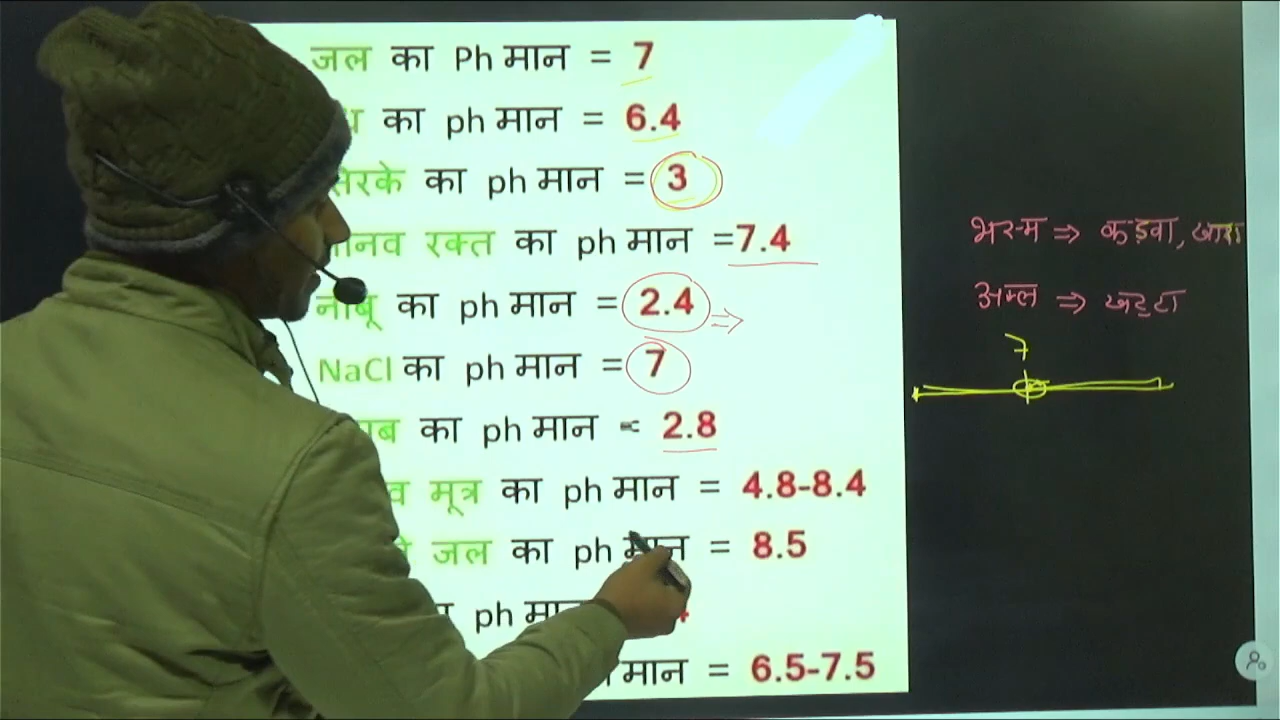 जल का Ph मान = 7
का ph मान = 6.4
का ph मान = 3
रक्त का ph मान =7.4
का ph मान = 2.4
NaCl का ph मान = 7
का ph मान = 2.8
मूत्र का ph मान = 4.8-8.4
जल का ph मान = 8.5
ph
मान = 6.5-7.5
भस्म ⇒ कड़वा, खारा
अम्ल ⇒ खट्टा
7